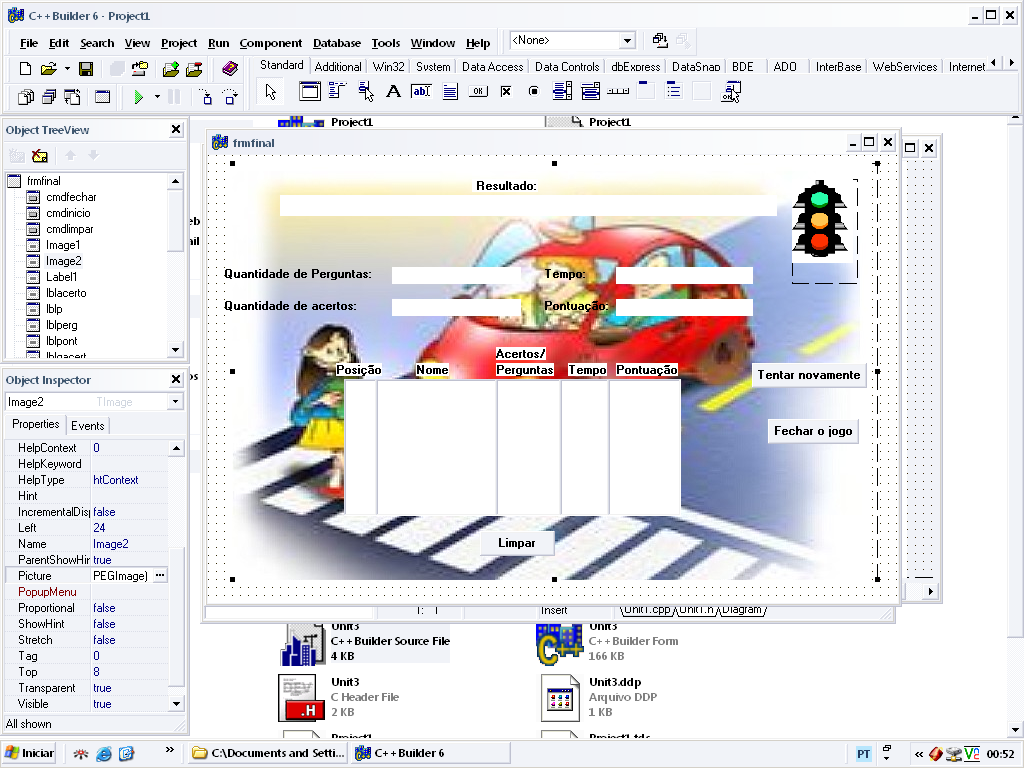 C++Builder 6 - Project1
File Edit Search View Project Run Component Database Tools Window Help
<None>
Standard Additional Win32 System Data Access Data Controls dbExpress DataSnap BDE ADO InterBase WebServices Internet
Object TreeView
frmfinal
cmdfechar
cmdinicio
cmdlimpar
Image1
Image2
Label1
lblacerto
lblp
lblperg
lblpont
Object Inspector
Image2 TImage
Properties Events
HelpContext 0
HelpKeyword
HelpType htContext
Hint
IncrementalDisp false
Left 24
Name Image2
ParentShowHin true
Picture PEGImage) ...
PopupMenu
Proportional false
ShowHint false
Stretch false
Tag 0
Top 8
Transparent true
Visible true
All shown
Project1
Project1
frmfinal
Resultado:
Quantidade de Perguntas:
Tempo:
Quantidade de acertos:
Pontuação:
Posição
Nome
Acertos/
Perguntas
Tempo
Pontuação
Tentar novamente
Fechar o jogo
Limpar
1: 1
Insert
Unit1.cpp Unit1.h Diagram
Unit3
C++Builder Source File
4 KB
Unit3
C++Builder Form
166 KB
Unit3
C Header File
2 KB
.H
Unit3.ddp
Arquivo DDP
1 KB
Project1
Project1.tds
Iniciar
»
C:\Documents and Setti...
C++Builder 6
PT
«
00:52